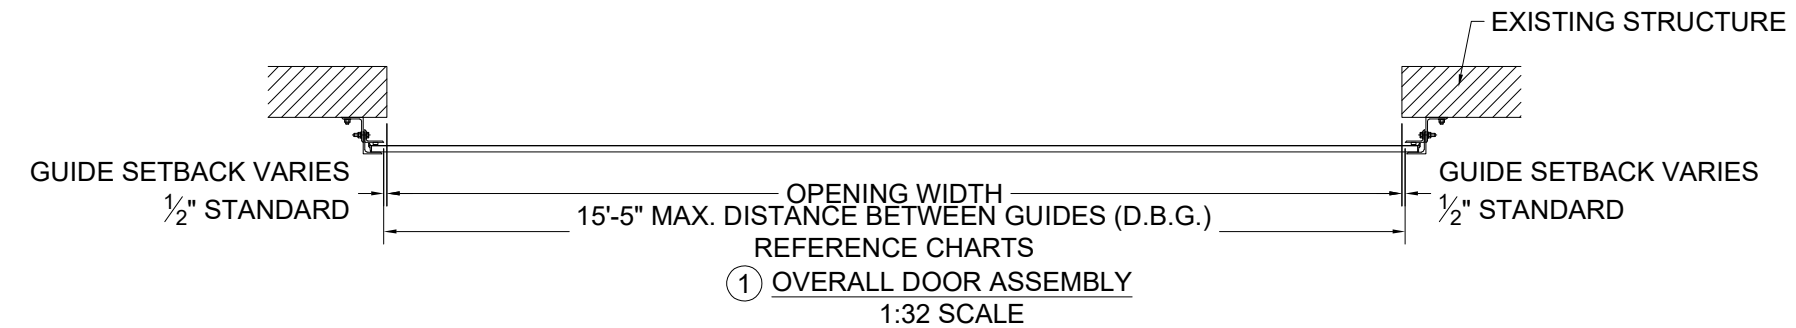 EXISTING STRUCTURE
GUIDE SETBACK VARIES
½" STANDARD
OPENING WIDTH
15'-5" MAX. DISTANCE BETWEEN GUIDES (D.B.G.)
REFERENCE CHARTS
GUIDE SETBACK VARIES
½" STANDARD
1 OVERALL DOOR ASSEMBLY
1:32 SCALE